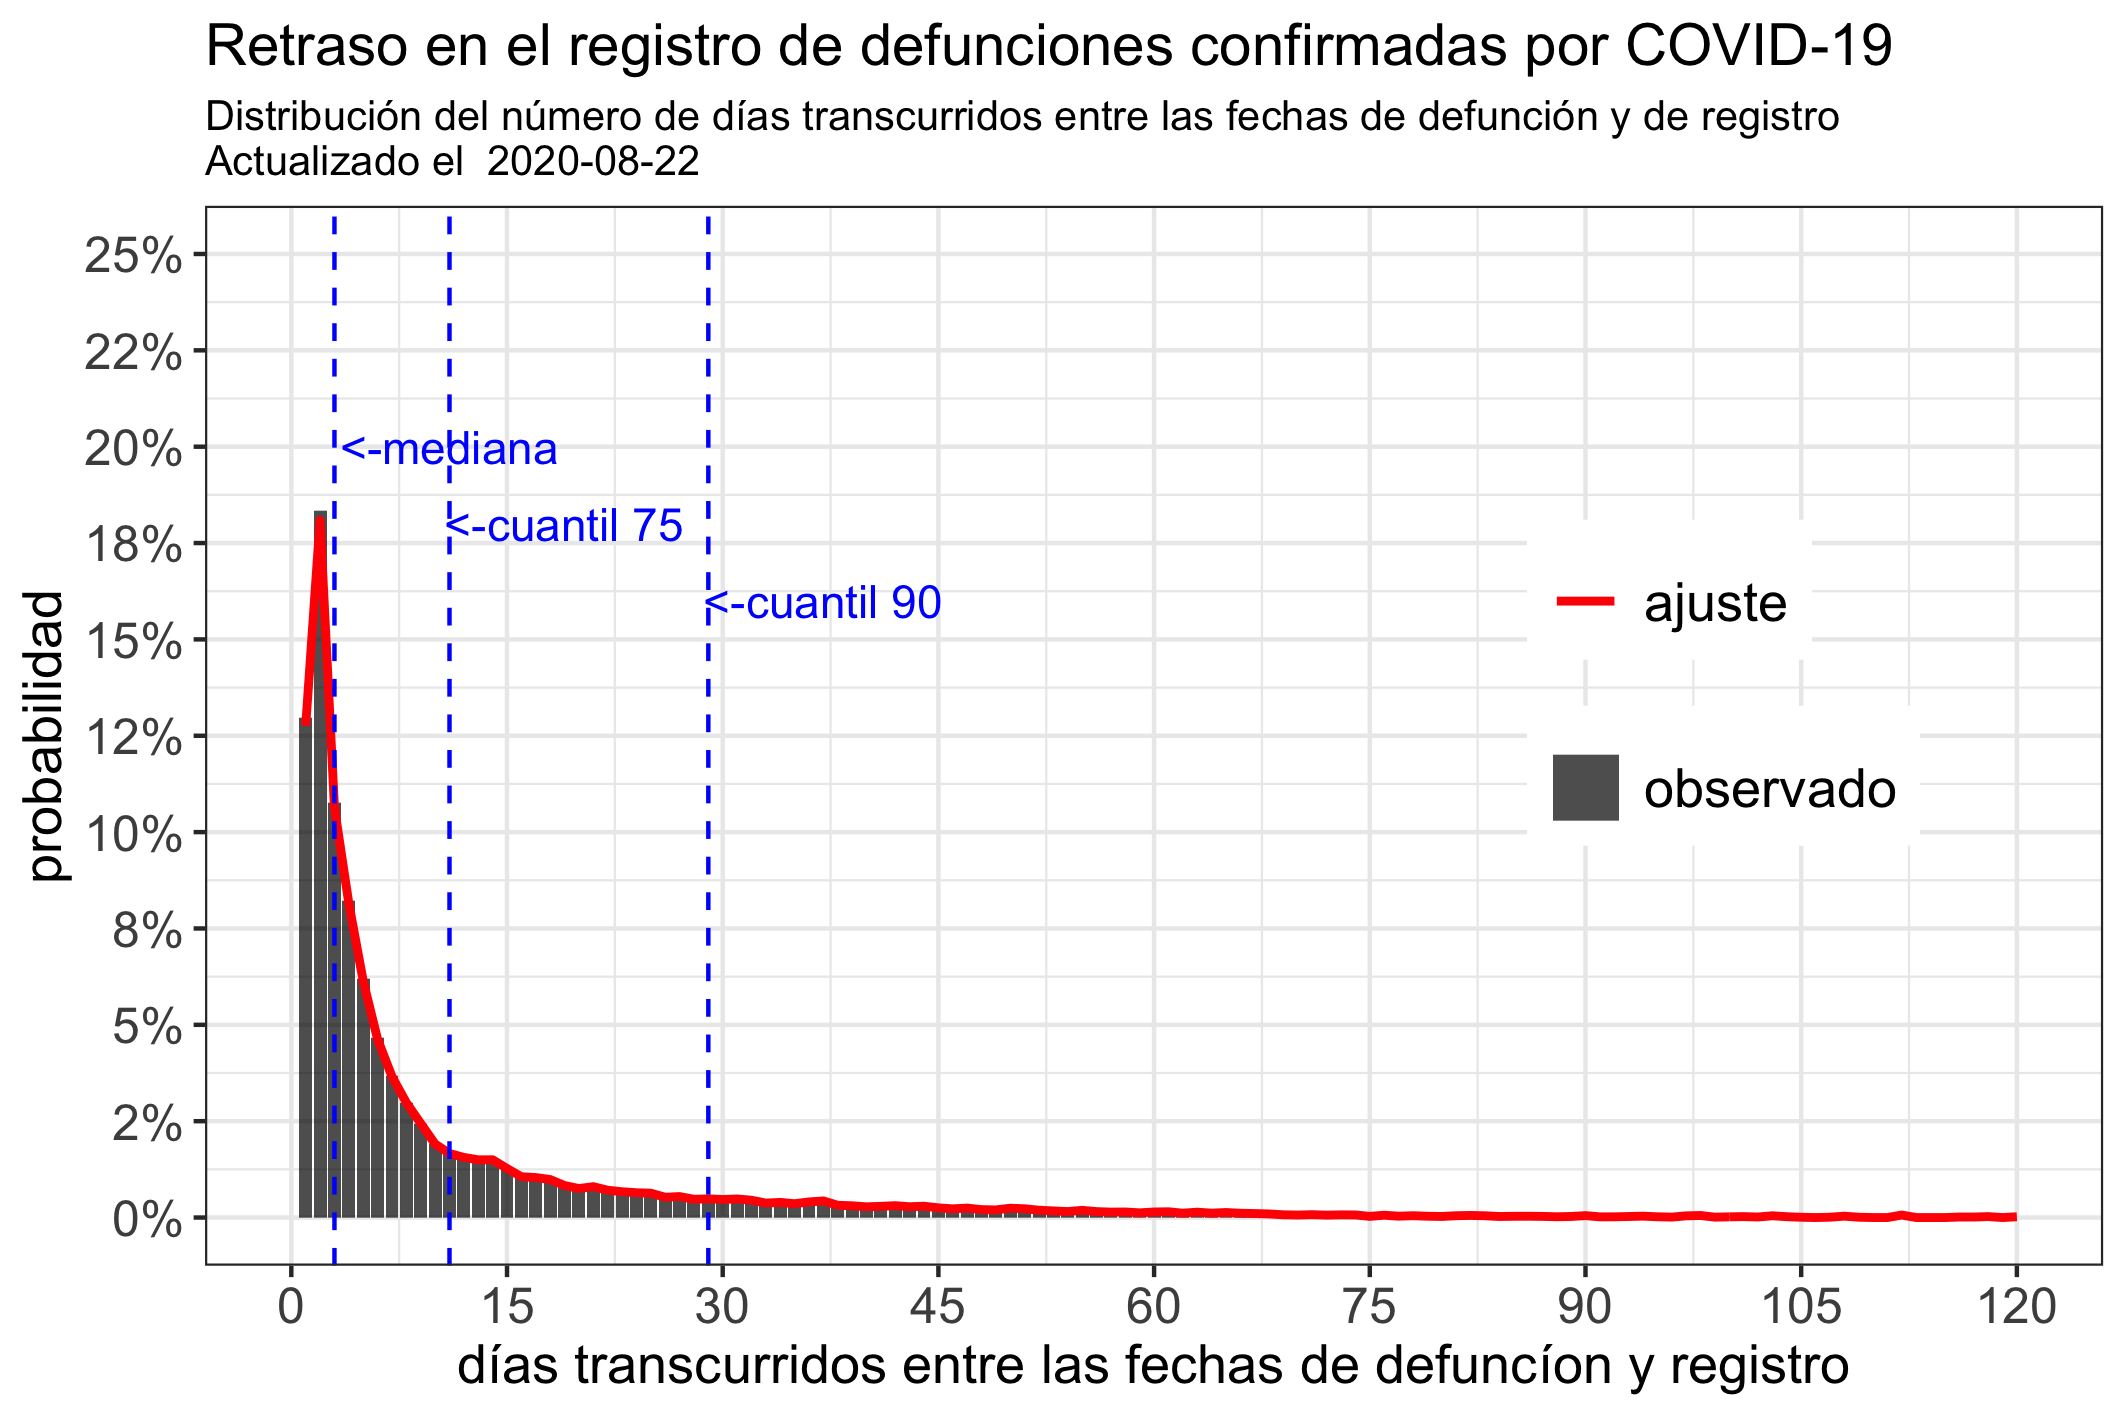 Retraso en el registro de defunciones confirmadas por COVID-19
Distribución del número de días transcurridos entre las fechas de defunción y de registro
Actualizado el  2020-08-22
25%
22%
20%
18%
15%
12%
10%
8%
5%
2%
0%
probabilidad
<-mediana
<-cuantil 75
<-cuantil 90
ajuste
observado
0 15 30 45 60 75 90 105 120
días transcurridos entre las fechas de defuncíon y registro